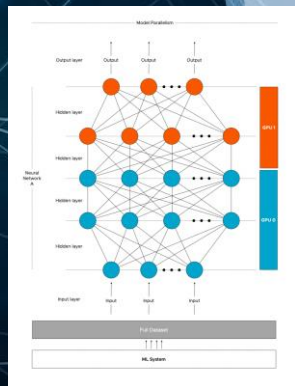 Model Parallelism
Output layer
Output
Output
Output
Hidden layer
Hidden layer
Hidden layer
Hidden layer
Input layer
Input
Input
Input
Neural
Network
A
GPU 1
GPU 0
Full Dataset
ML System